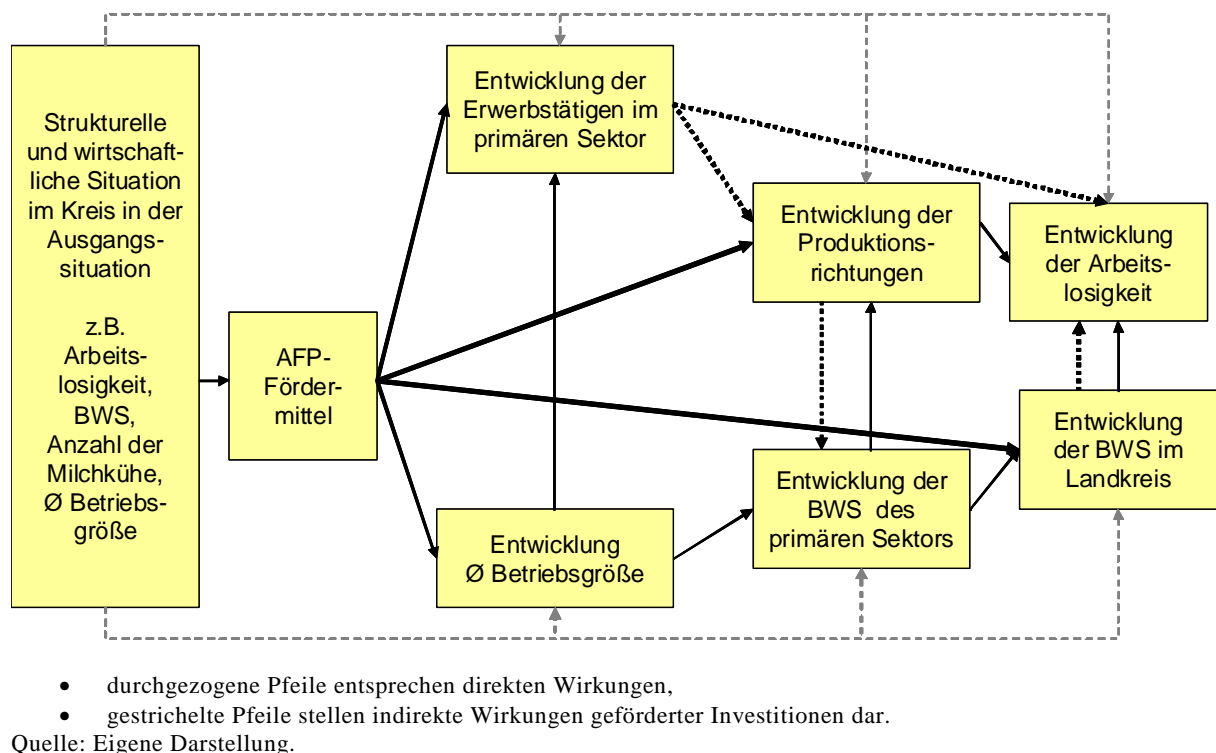 Strukturelle
und wirtschaft-
liche Situation
im Kreis in der
Ausgangs-
situation
z.B.
Arbeits-
losigkeit,
BWS,
Anzahl der
Milchkühe,
Ø Betriebs-
größe
AFP-
Förder-
mittel
Entwicklung der
Erwerbstätigen im
primären Sektor
Entwicklung
Ø Betriebsgröße
Entwicklung der
Produktions-
richtungen
Entwicklung der
BWS des
primären Sektors
Entwicklung
der Arbeits-
losigkeit
Entwicklung
der BWS im
Landkreis
• durchgezogene Pfeile entsprechen direkten Wirkungen,
• gestrichelte Pfeile stellen indirekte Wirkungen geförderter Investitionen dar.
Quelle: Eigene Darstellung.